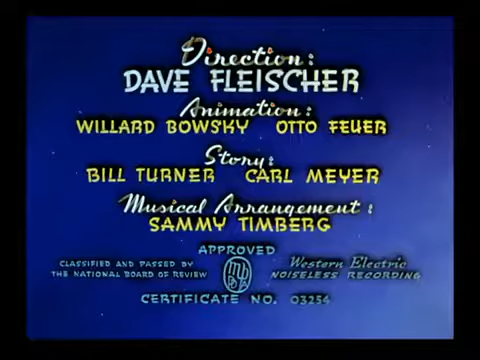 Direction:
DAVE FLEISCHER
Animation:
WILLARD BOWSKY OTTO FEUER
Story:
BILL TURNER CARL MEYER
Musical Arrangement:
SAMMY TIMBERG
APPROVED
CLASSIFIED AND PASSED BY
THE NATIONAL BOARD OF REVIEW
Western Electric
NOISELESS RECORDING
CERTIFICATE NO. 03254